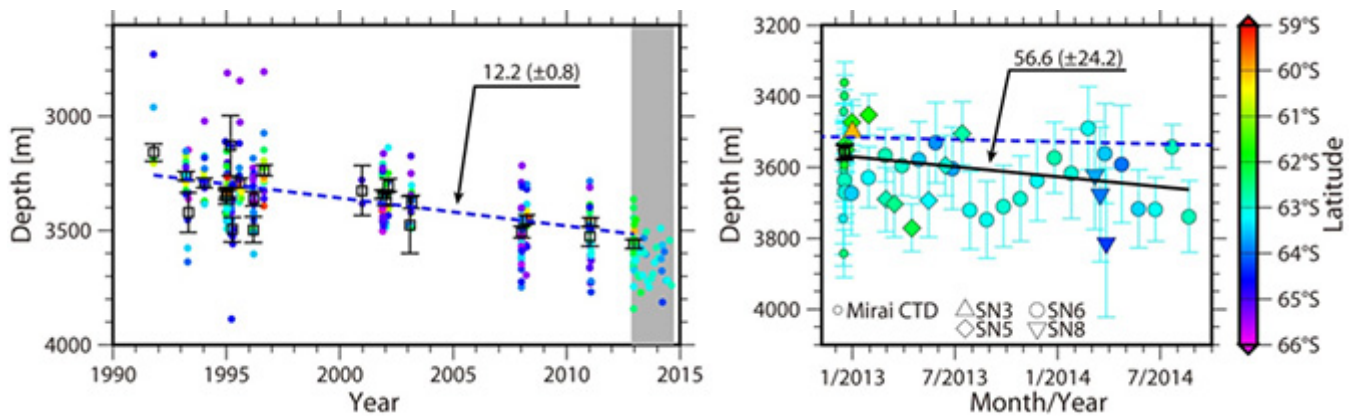 Depth [m]
3000
3500
4000
12.2 (±0.8)
1990
1995
2000
2005
2010
2015
Year
Depth [m]
3200
3400
3600
3800
4000
56.6 (±24.2)
Mirai CTD
SN3
SN6
SN5
SN8
1/2013
7/2013
1/2014
7/2014
Month/Year
59°S
60°S
61°S
62°S
63°S
64°S
65°S
66°S
Latitude